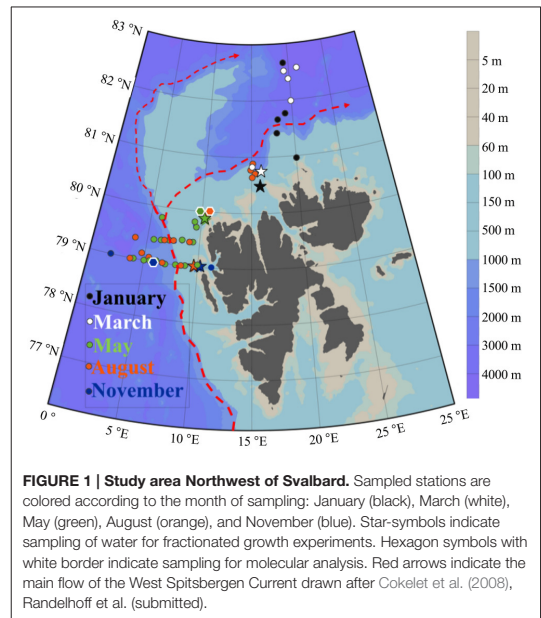 83 °N
82 °N
81 °N
80 °N
79 °N
78 °N
77 °N
0 °
5 °E
10 °E
15 °E
20 °E
25 °E
25 °E
January
March
May
August
November
5 m
20 m
40 m
60 m
100 m
150 m
500 m
1000 m
1500 m
2000 m
3000 m
4000 m
FIGURE 1 | Study area Northwest of Svalbard. Sampled stations are
colored according to the month of sampling: January (black), March (white),
May (green), August (orange), and November (blue). Star-symbols indicate
sampling of water for fractionated growth experiments. Hexagon symbols with
white border indicate sampling for molecular analysis. Red arrows indicate the
main flow of the West Spitsbergen Current drawn after Cokelet et al. (2008),
Randelhoff et al. (submitted).